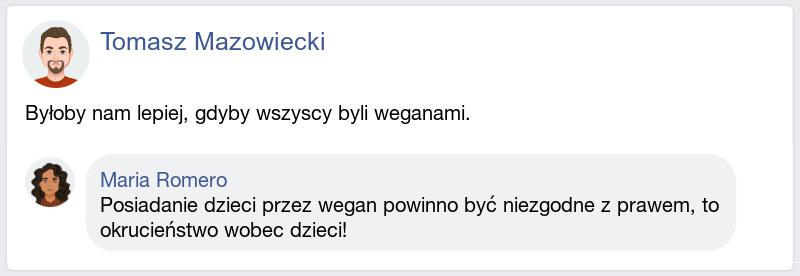 Tomasz Mazowiecki
Byłoby nam lepiej, gdyby wszyscy byli weganami.
Maria Romero
Posiadanie dzieci przez wegan powinno być niezgodne z prawem, to
okrucieństwo wobec dzieci!